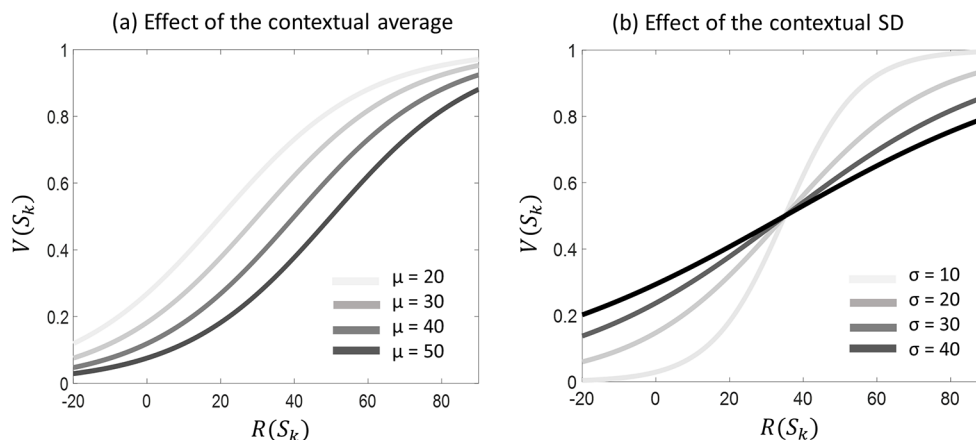 (a) Effect of the contextual average
1
0.8
0.6
0.4
0.2
0
V(Sₖ)
μ = 20
μ = 30
μ = 40
μ = 50
-20 0 20 40 60 80
R(Sₖ)
(b) Effect of the contextual SD
1
0.8
0.6
0.4
0.2
0
V(Sₖ)
σ = 10
σ = 20
σ = 30
σ = 40
-20 0 20 40 60 80
R(Sₖ)